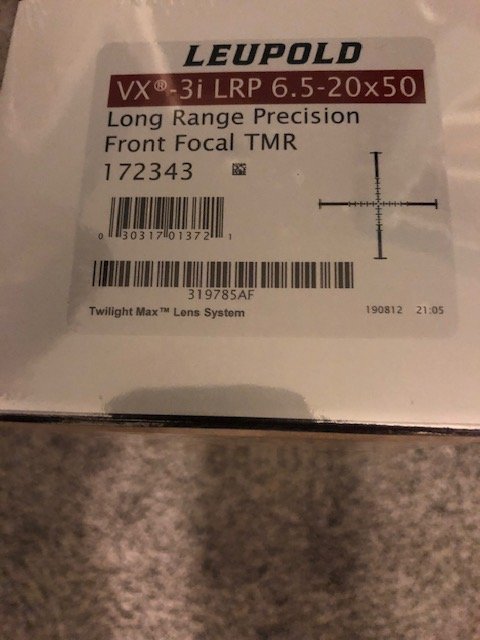 LEUPOLD
VX®-3i LRP 6.5-20x50
Long Range Precision
Front Focal TMR
172343
0 30317 01372 1
319785AF
Twilight Max™ Lens System
190812 21:05